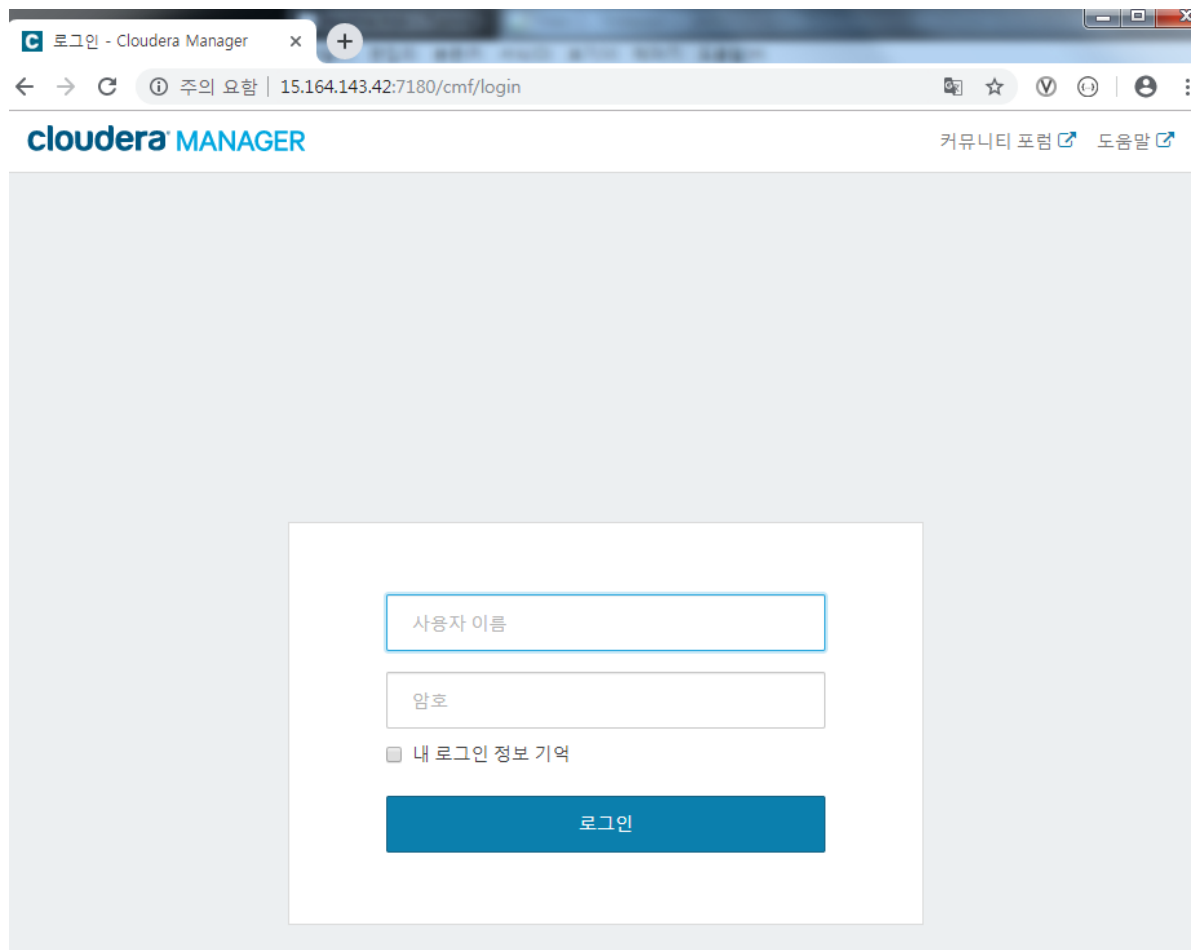 로그인 - Cloudera Manager
주의 요함 | 15.164.143.42:7180/cmf/login
cloudera MANAGER
커뮤니티 포럼 도움말
사용자 이름
암호
내 로그인 정보 기억
로그인